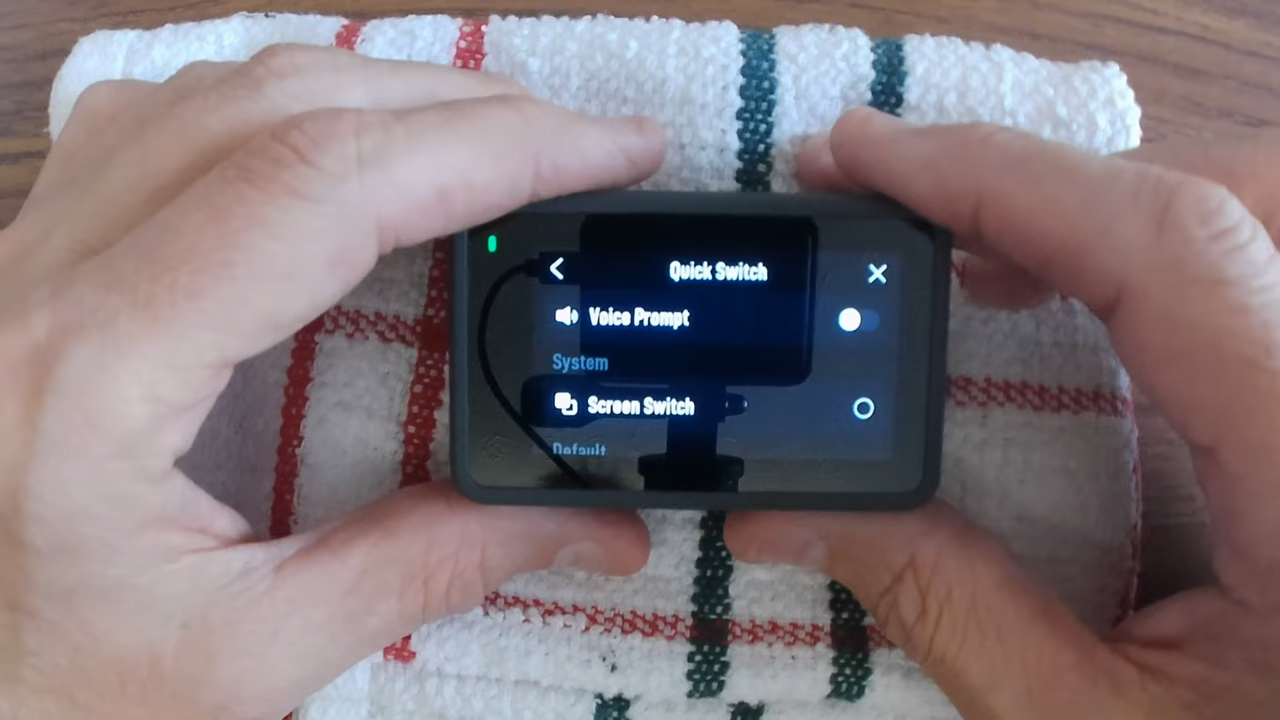 Quick Switch
Voice Prompt
System
Screen Switch
Default